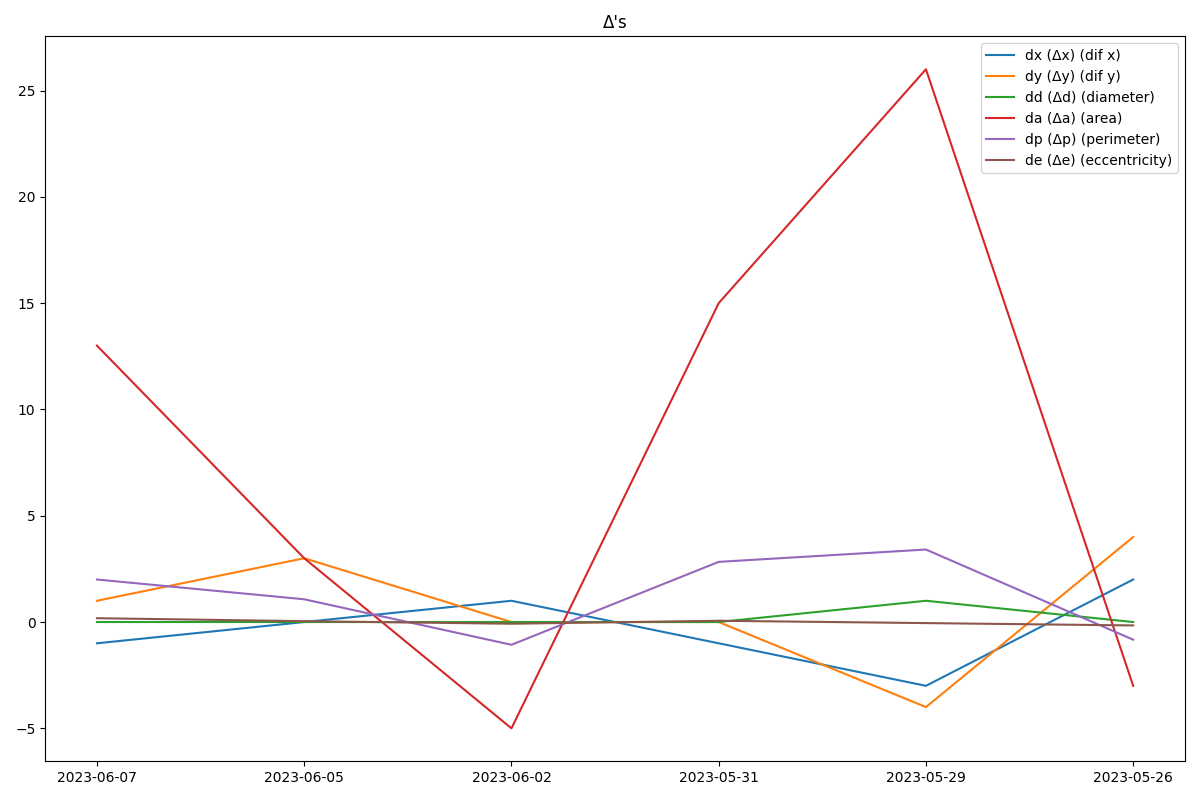 Δ's
dx (Δx) (dif x)
dy (Δy) (dif y)
dd (Δd) (diameter)
da (Δa) (area)
dp (Δp) (perimeter)
de (Δe) (eccentricity)
25
20
15
10
5
0
−5
2023-06-07 2023-06-05 2023-06-02 2023-05-31 2023-05-29 2023-05-26